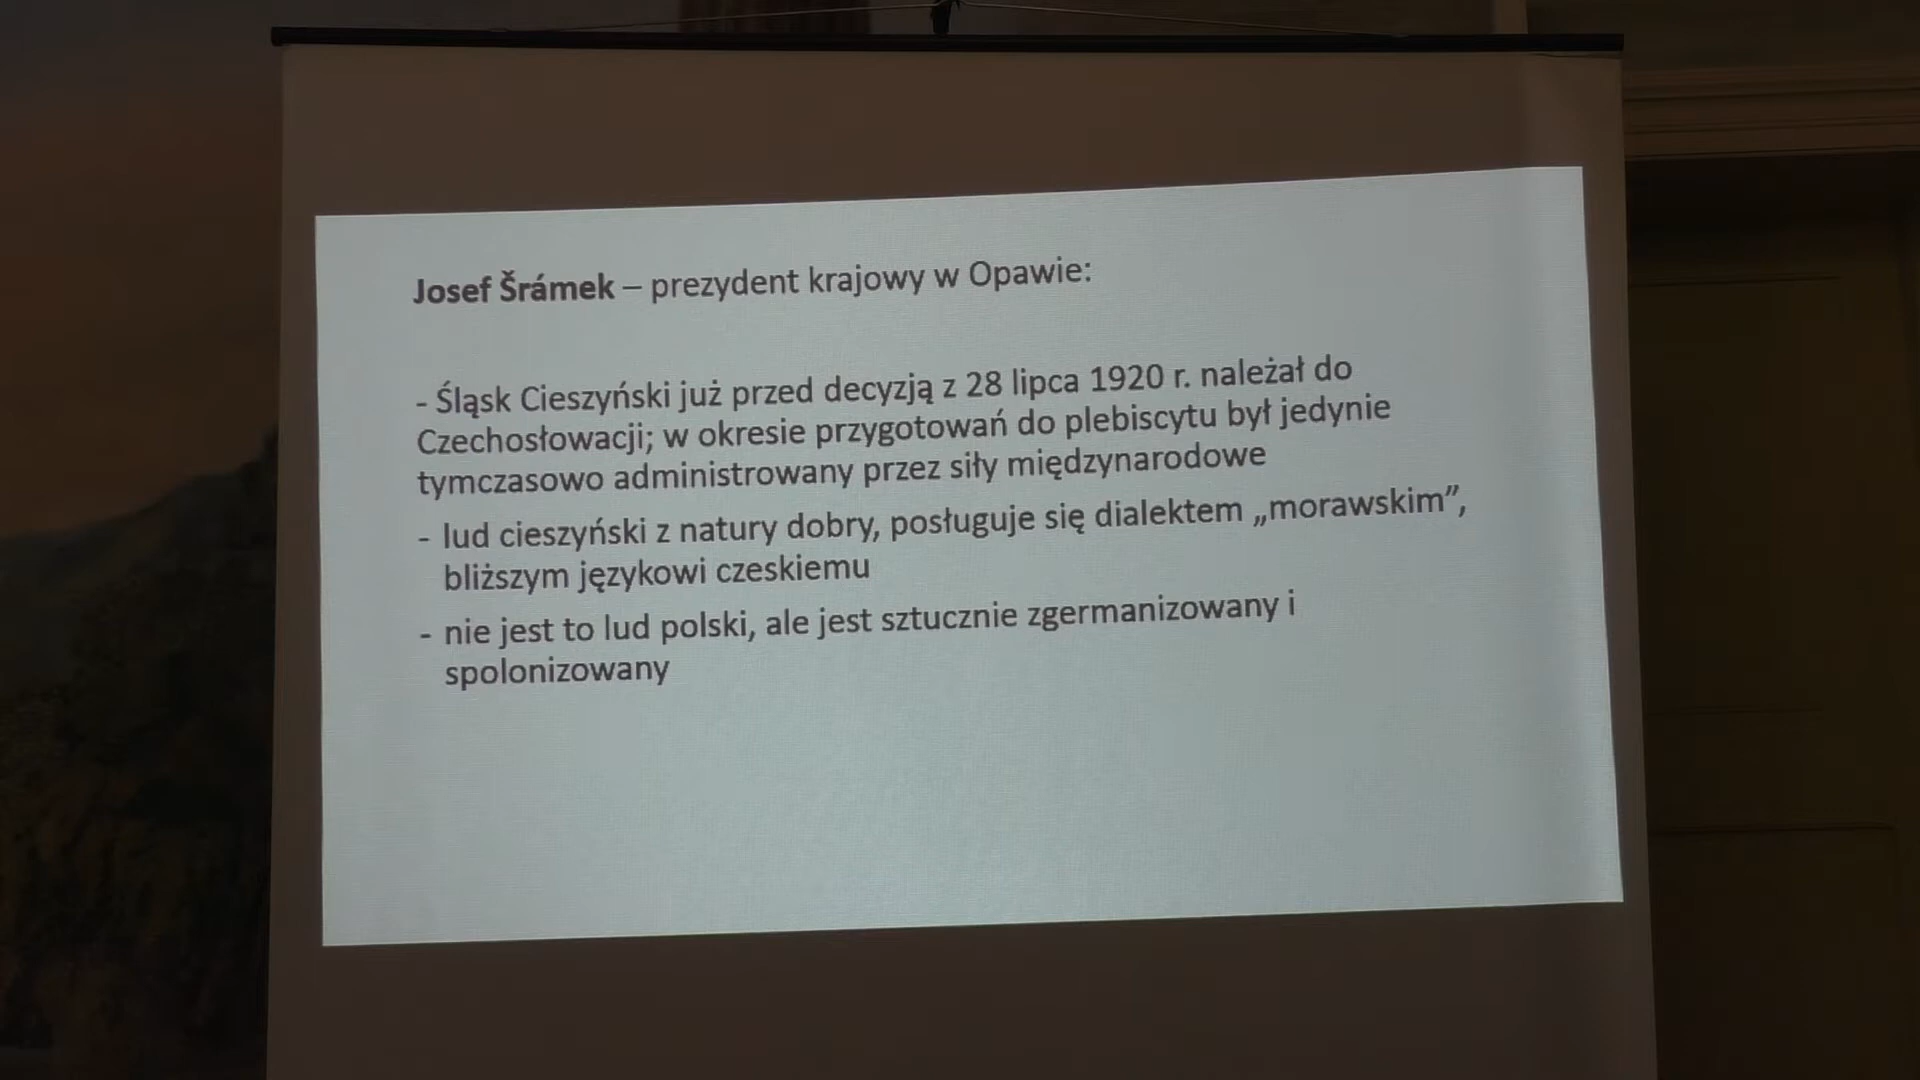 Josef Šrámek – prezydent krajowy w Opawie:
- Śląsk Cieszyński już przed decyzją z 28 lipca 1920 r. należał do
Czechosłowacji; w okresie przygotowań do plebiscytu był jedynie
tymczasowo administrowany przez siły międzynarodowe
- lud cieszyński z natury dobry, posługuje się dialektem „morawskim”,
bliższym językowi czeskiemu
- nie jest to lud polski, ale jest sztucznie zgermanizowany i
spolonizowany